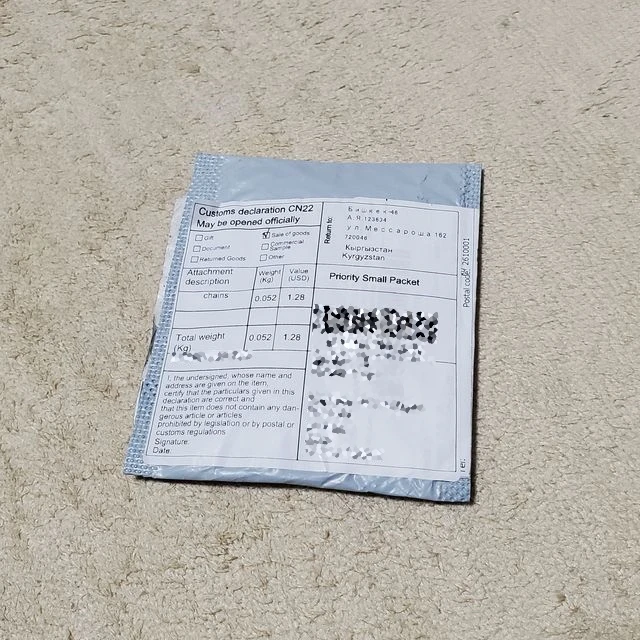 Customs declaration CN22
May be opened officially
Gift
Sale of goods
Document
Commercial
Sample
Returned Goods
Other
Attachment
description
Weight
(Kg)
Value
(USD)
chains
0.052
1.28
Total weight
(Kg)
0.052
1.28
I, the undersigned, whose name and
address are given on the item,
certify that the particulars given in this
declaration are correct and
that this item does not contain any dan-
gerous article or articles
prohibited by legislation or by postal or
customs regulations
Signature:
Date:
Return to:
Бишкек-46
А.Я.123634
ул Мессароша 162
720046
Кыргызстан
Kyrgyzstan
Priority Small Packet
Postal code: 2610001